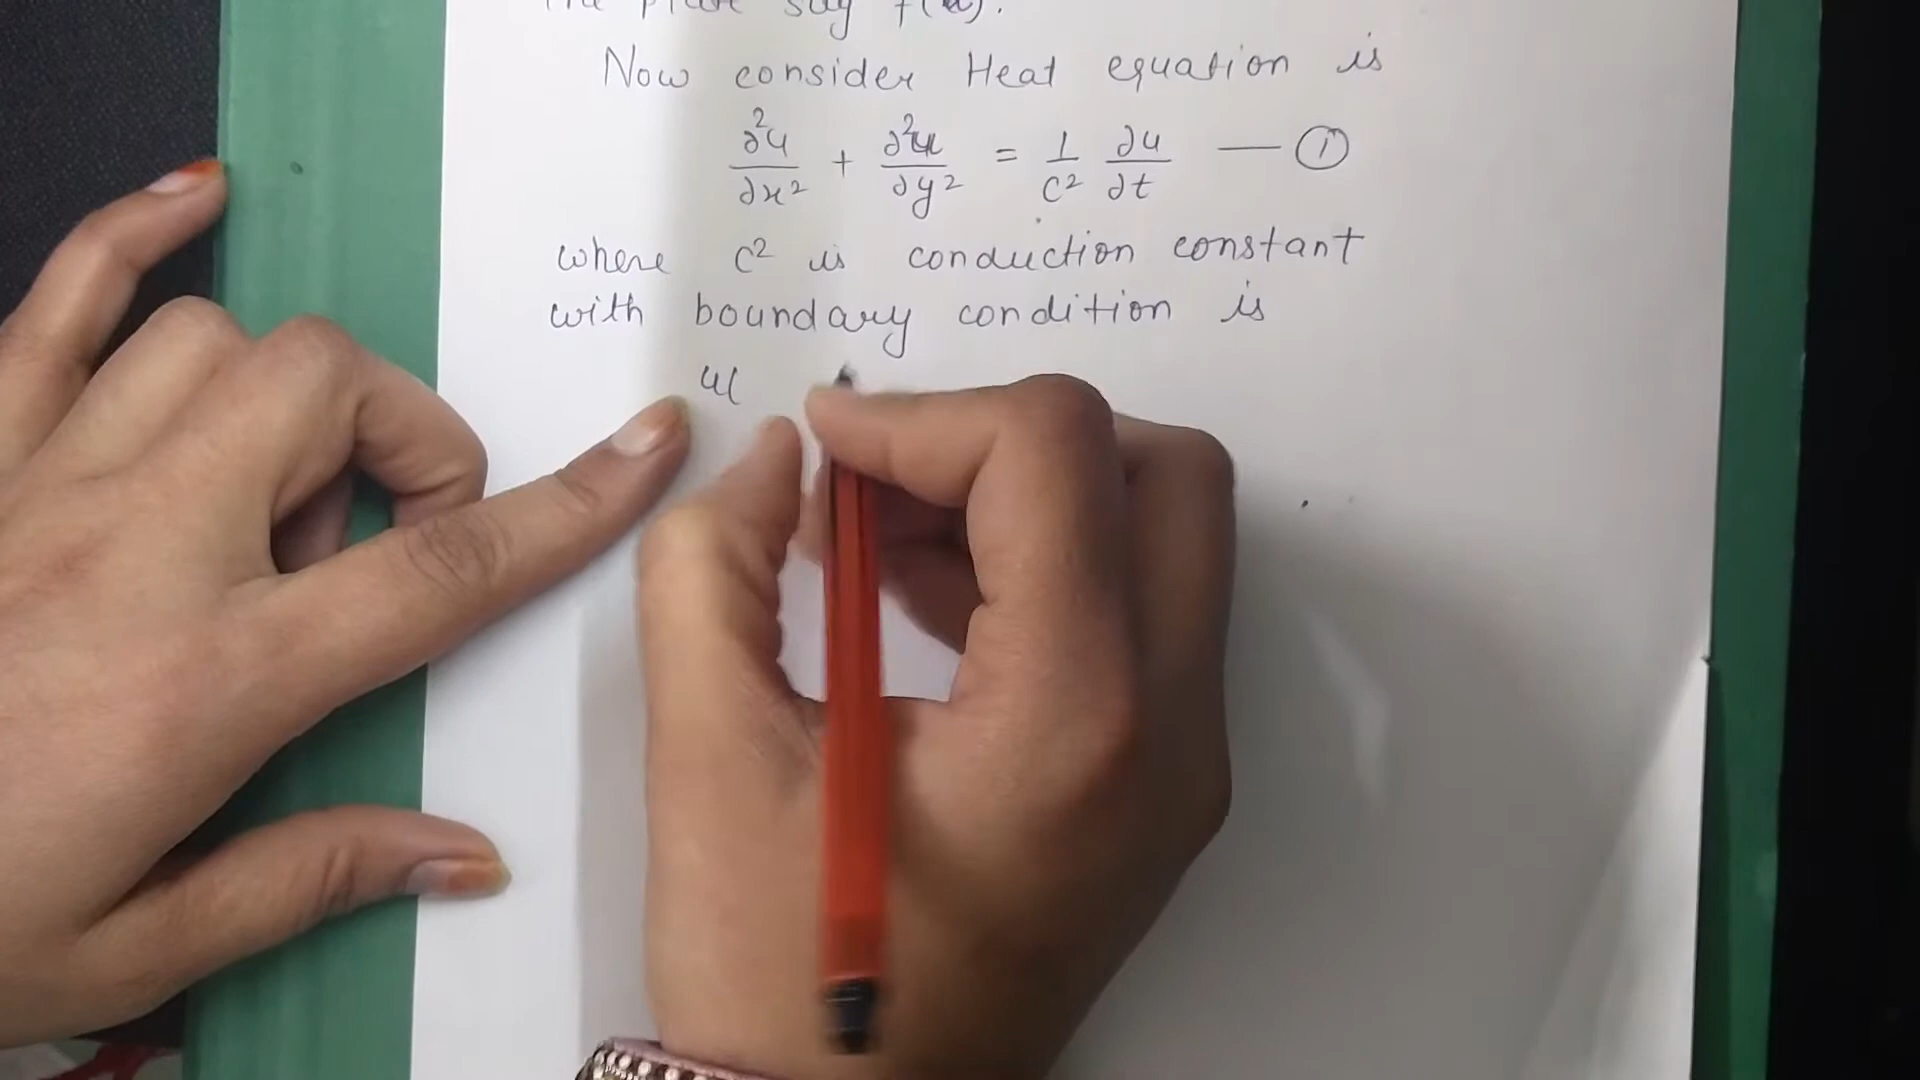 say f(x).
Now consider Heat equation is
∂²u/∂x² + ∂²u/∂y² = 1/c² ∂u/∂t — ①
where c² is conduction constant
with boundary condition is
u(